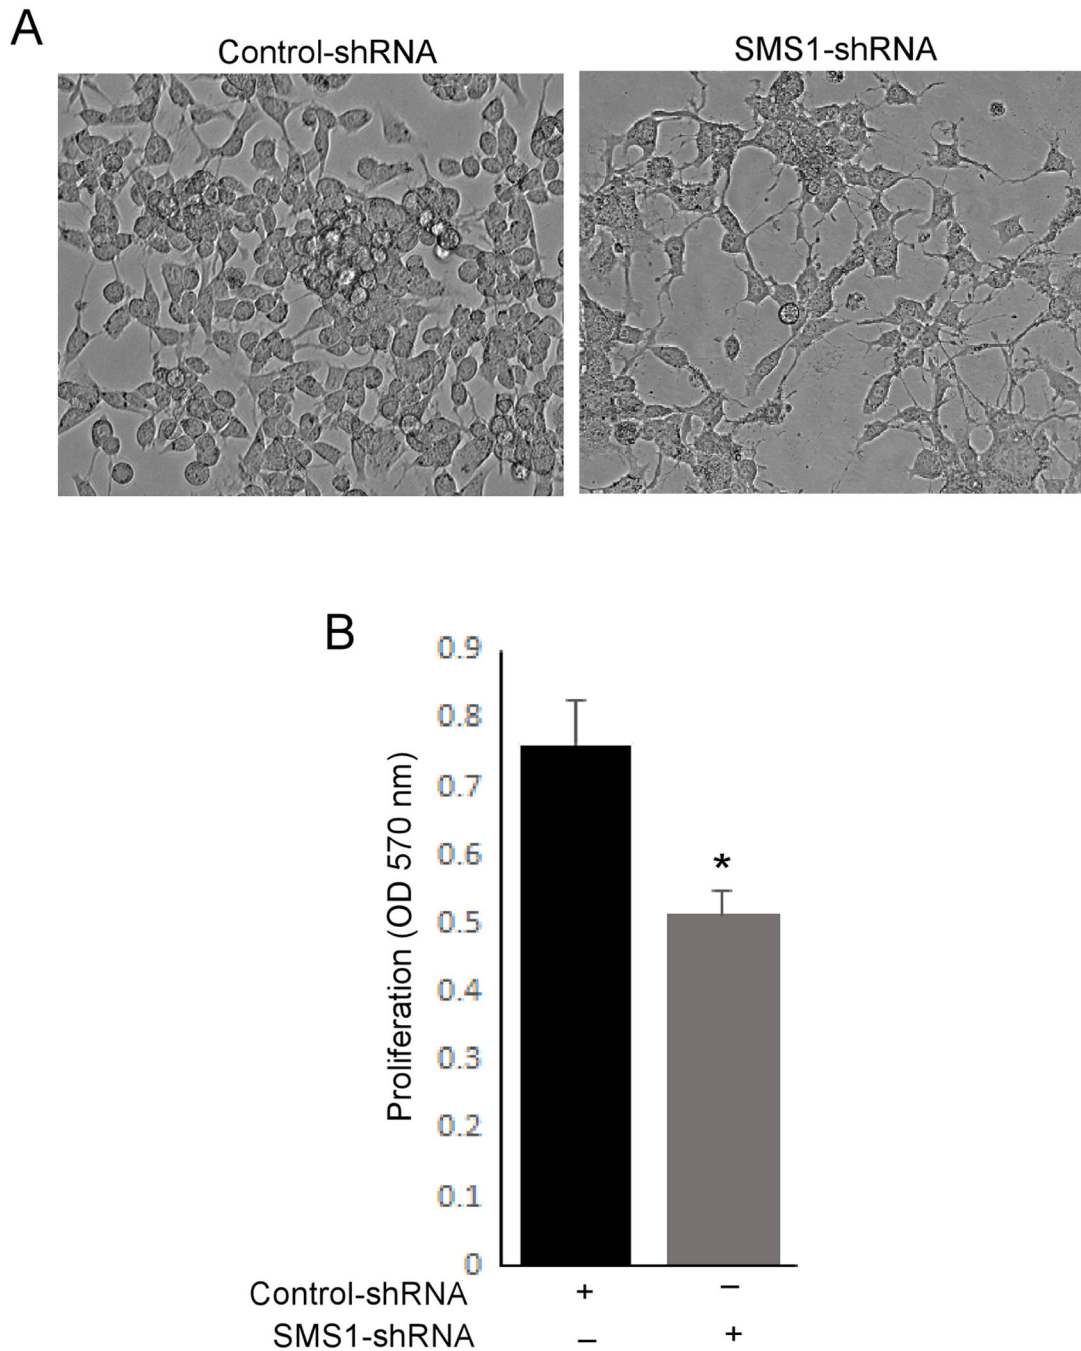 A
Control-shRNA
SMS1-shRNA
B
0.9
0.8
0.7
0.6
0.5
0.4
0.3
0.2
0.1
0
Proliferation (OD 570 nm)
*
Control-shRNA + –
SMS1-shRNA – +